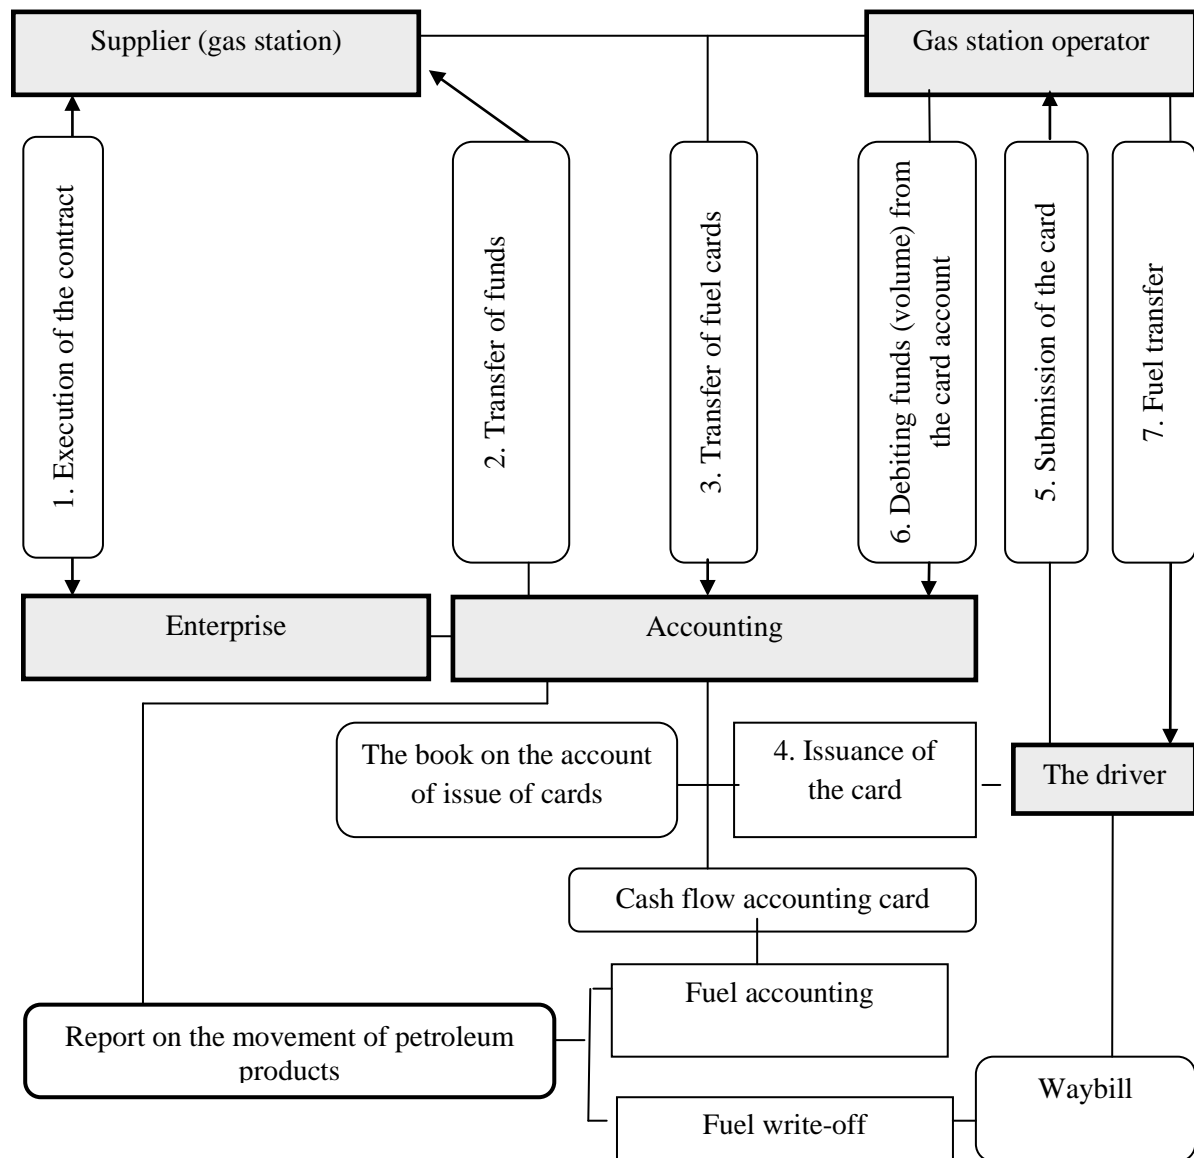 Supplier (gas station)
Gas station operator
1. Execution of the contract
2. Transfer of funds
3. Transfer of fuel cards
6. Debiting funds (volume) from
the card account
5. Submission of the card
7. Fuel transfer
Enterprise
Accounting
The book on the account
of issue of cards
4. Issuance of
the card
The driver
Cash flow accounting card
Fuel accounting
Report on the movement of petroleum
products
Fuel write-off
Waybill